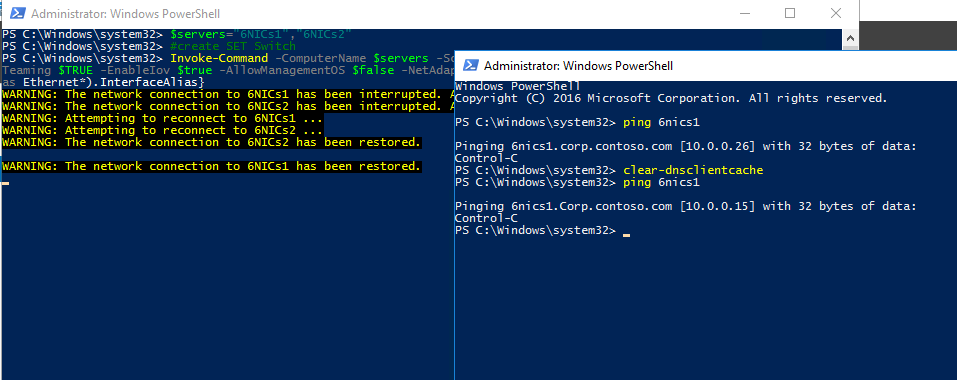 Administrator: Windows PowerShell
PS C:\Windows\system32> $servers="6NICs1","6NICs2"
PS C:\Windows\system32> #create SET Switch
PS C:\Windows\system32> Invoke-Command -ComputerName $servers -Sc
Teaming $TRUE -EnableIov $true -AllowManagementOS $false -NetAdap
as Ethernet*).InterfaceAlias}
WARNING: The network connection to 6NICs1 has been interrupted. A
WARNING: The network connection to 6NICs2 has been interrupted. A
WARNING: Attempting to reconnect to 6NICs1 ...
WARNING: Attempting to reconnect to 6NICs2 ...
WARNING: The network connection to 6NICs2 has been restored.
WARNING: The network connection to 6NICs1 has been restored.
Administrator: Windows PowerShell
Windows PowerShell
Copyright (C) 2016 Microsoft Corporation. All rights reserved.
PS C:\Windows\system32> ping 6nics1
Pinging 6nics1.corp.contoso.com [10.0.0.26] with 32 bytes of data:
Control-C
PS C:\Windows\system32> clear-dnsclientcache
PS C:\Windows\system32> ping 6nics1
Pinging 6nics1.Corp.contoso.com [10.0.0.15] with 32 bytes of data:
Control-C
PS C:\Windows\system32>